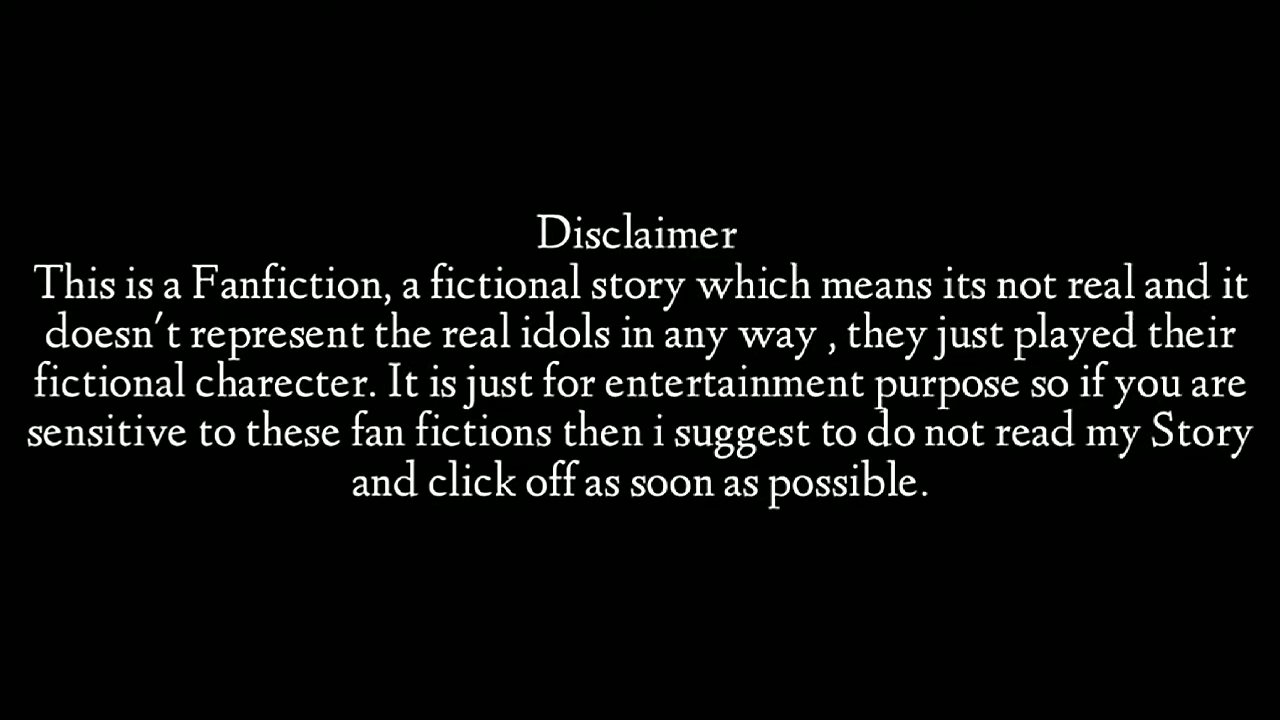 Disclaimer
This is a Fanfiction, a fictional story which means its not real and it
doesn't represent the real idols in any way , they just played their
fictional charecter. It is just for entertainment purpose so if you are
sensitive to these fan fictions then i suggest to do not read my Story
and click off as soon as possible.